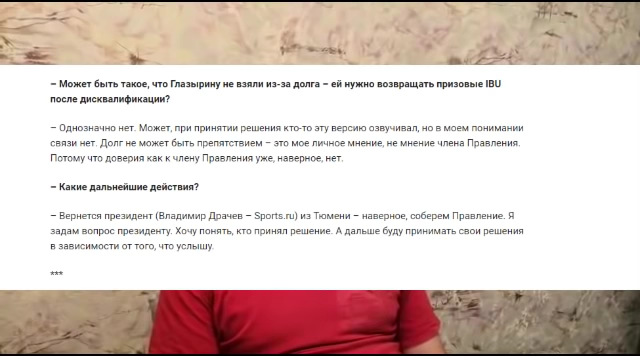 – Может быть такое, что Глазырину не взяли из-за долга – ей нужно возвращать призовые IBU
после дисквалификации?
– Однозначно нет. Может, при принятии решения кто-то эту версию озвучивал, но в моем понимании
связи нет. Долг не может быть препятствием – это мое личное мнение, не мнение члена Правления.
Потому что доверия как к члену Правления уже, наверное, нет.
– Какие дальнейшие действия?
– Вернется президент (Владимир Драчев – Sports.ru) из Тюмени – наверное, соберем Правление. Я
задам вопрос президенту. Хочу понять, кто принял решение. А дальше буду принимать свои решения
в зависимости от того, что услышу.
***